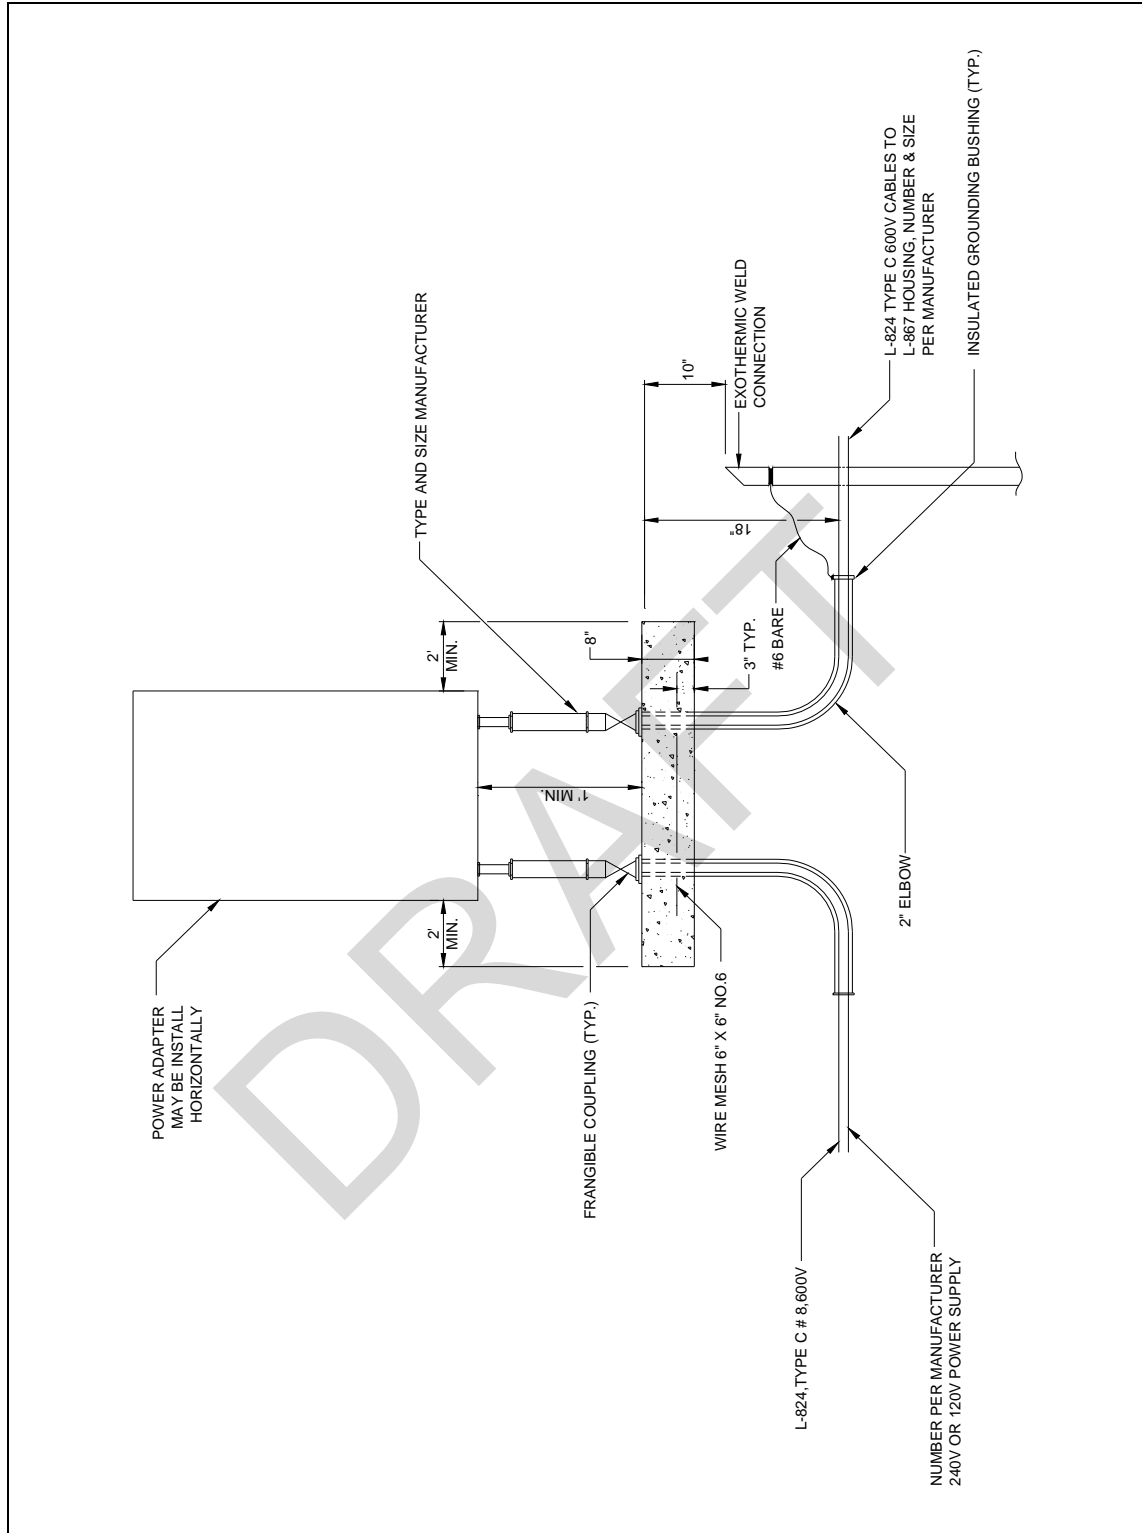 POWER ADAPTER
MAY BE INSTALL
HORIZONTALLY
2'
MIN.
2'
MIN.
TYPE AND SIZE MANUFACTURER
1' MIN.
FRANGIBLE COUPLING (TYP.)
8"
3" TYP.
10"
18"
EXOTHERMIC WELD
CONNECTION
#6 BARE
WIRE MESH 6" X 6" NO.6
2" ELBOW
L-824 TYPE C 600V CABLES TO
L-867 HOUSING, NUMBER & SIZE
PER MANUFACTURER
INSULATED GROUNDING BUSHING (TYP.)
L-824,TYPE C # 8,600V
NUMBER PER MANUFACTURER
240V OR 120V POWER SUPPLY
DRAFT